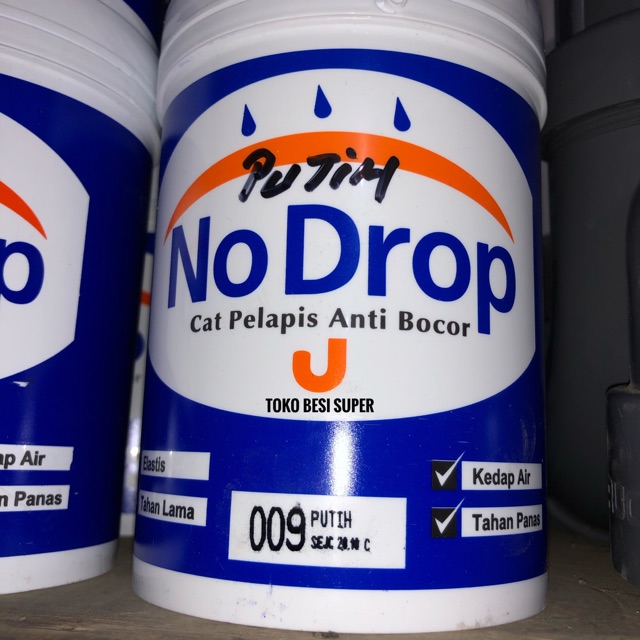 PUTIH
No Drop
Cat Pelapis Anti Bocor
TOKO BESI SUPER
Elastis
Tahan Lama
Kedap Air
Tahan Panas
009 PUTIH
p
ap Air
n Panas